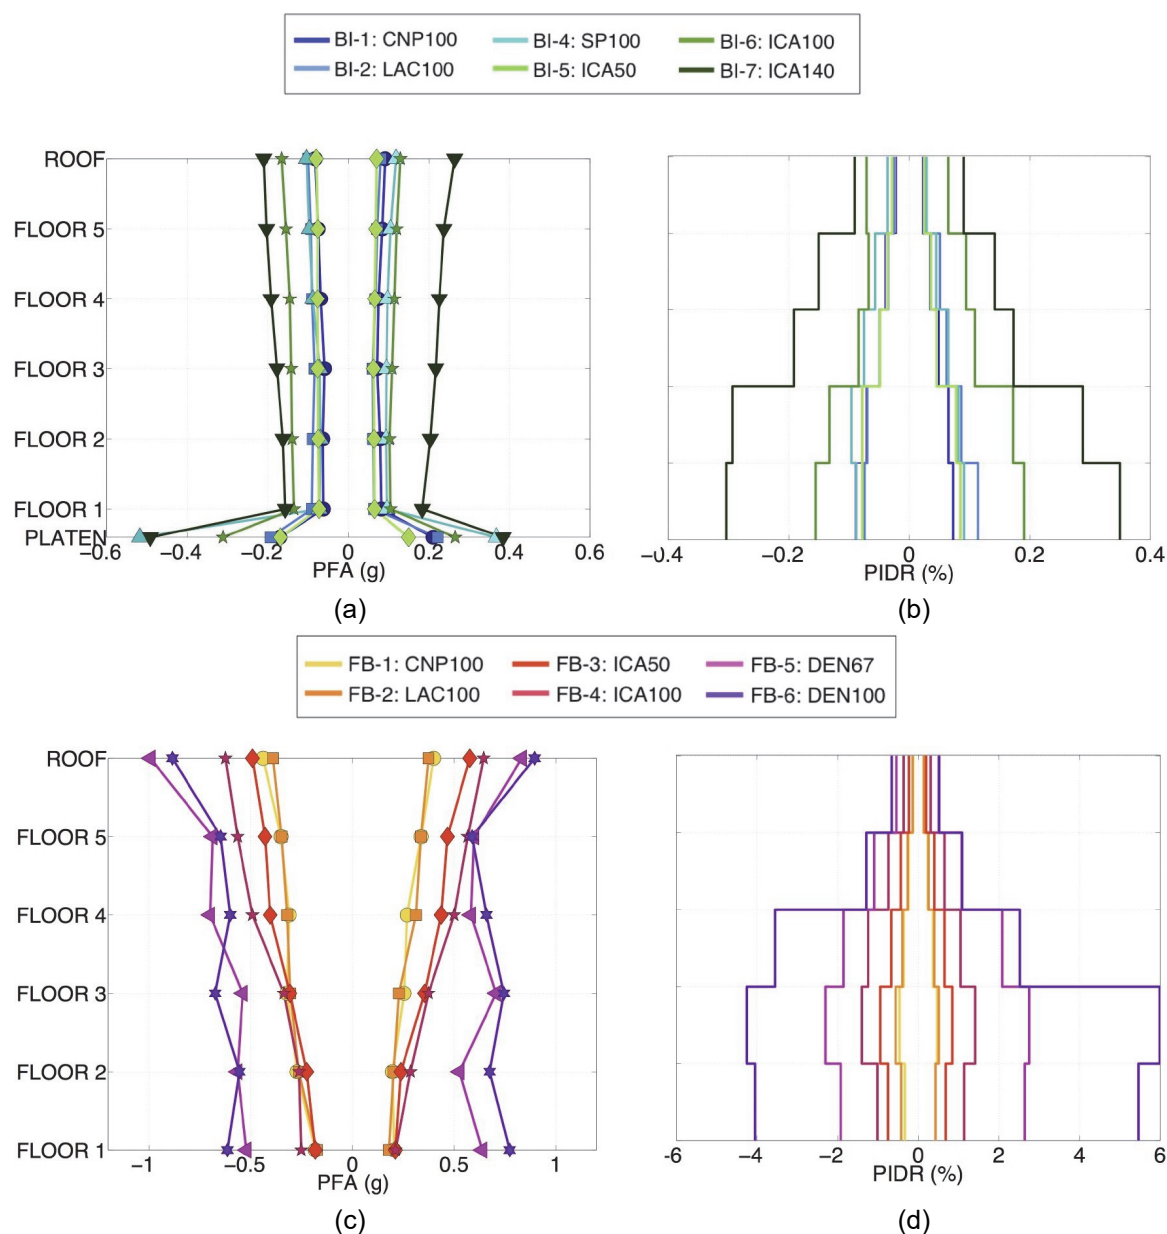 BI-1: CNP100 BI-4: SP100 BI-6: ICA100
BI-2: LAC100 BI-5: ICA50 BI-7: ICA140
ROOF
FLOOR 5
FLOOR 4
FLOOR 3
FLOOR 2
FLOOR 1
PLATEN
−0.6 −0.4 −0.2 0 0.2 0.4 0.6
PFA (g)
(a)
−0.4 −0.2 0 0.2 0.4
PIDR (%)
(b)
FB-1: CNP100 FB-3: ICA50 FB-5: DEN67
FB-2: LAC100 FB-4: ICA100 FB-6: DEN100
ROOF
FLOOR 5
FLOOR 4
FLOOR 3
FLOOR 2
FLOOR 1
−1 −0.5 0 0.5 1
PFA (g)
(c)
-6 −4 −2 0 2 4 6
PIDR (%)
(d)